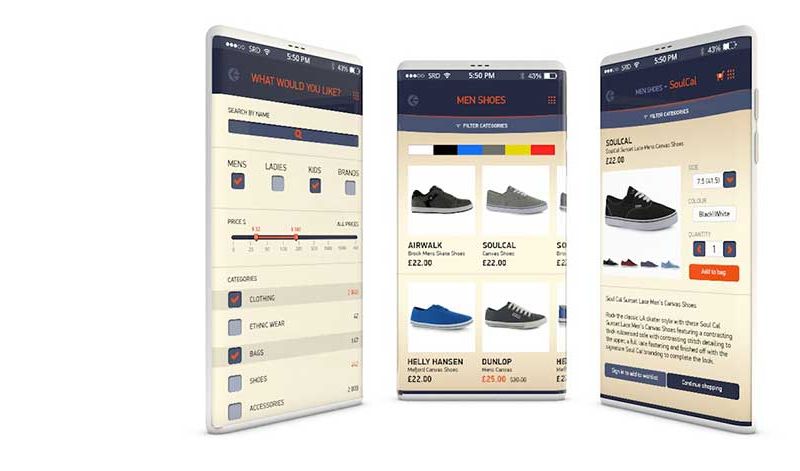 SRD
5:50 PM
43%
WHAT WOULD YOU LIKE?
SEARCH BY NAME
MENS
LADIES
KIDS
BRANDS
PRICE $
ALL PRICES
CATEGORIES
CLOTHING
ETHNIC WEAR
BAGS
SHOES
ACCESSORIES
SRD
5:50 PM
43%
MEN SHOES
FILTER CATEGORIES
AIRWALK
Brock Mens Skate Shoes
£22.00
SOULCAL
Canvas Shoes
£22.00
HELLY HANSEN
Canvas Shoes
£22.00
DUNLOP
Mens Canvas
£25.00 £30.00
SRD
5:50 PM
43%
MEN SHOES - SoulCal
FILTER CATEGORIES
SOULCAL
SoulCal Sunset Lace Mens Canvas Shoes
£22.00
SIZE
7.5 (41.5)
COLOUR
Black/White
QUANTITY
1
Add to bag
Soul Cal Sunset Lace Men's Canvas Shoes
Rock the classic LA skater style with these Soul Cal
Sunset Lace Men's Canvas Shoes featuring a contrasting
thick rubberised sole with contrasting stitch detailing to
the upper, a full lace fastening and finished off with the
signature Soul Cal branding to complete the look.
Sign in to add to wishlist
Continue shopping